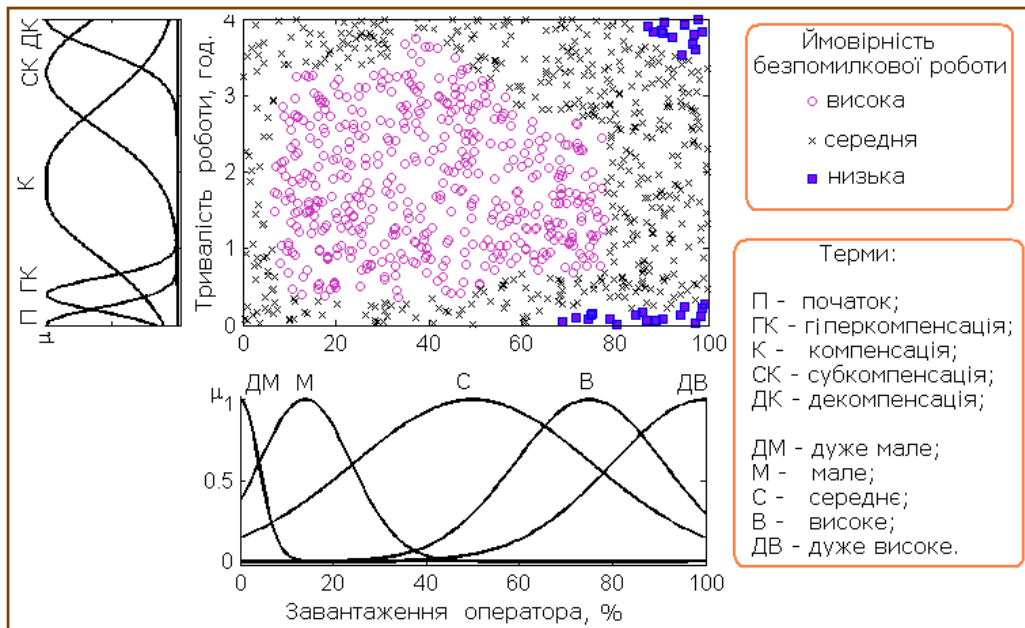 П ГК К СК ДК
μ
Тривалість роботи, год.
4
3
2
1
0
0 20 40 60 80 100
Ймовірність
безпомилкової роботи
висока
середня
низька
Терми:
П - початок;
ГК - гіперкомпенсація;
К - компенсація;
СК - субкомпенсація;
ДК - декомпенсація;
ДМ - дуже мале;
М - мале;
С - середнє;
В - високе;
ДВ - дуже високе.
ДМ М С В ДВ
μ
1
0.5
0
0 20 40 60 80 100
Завантаження оператора, %